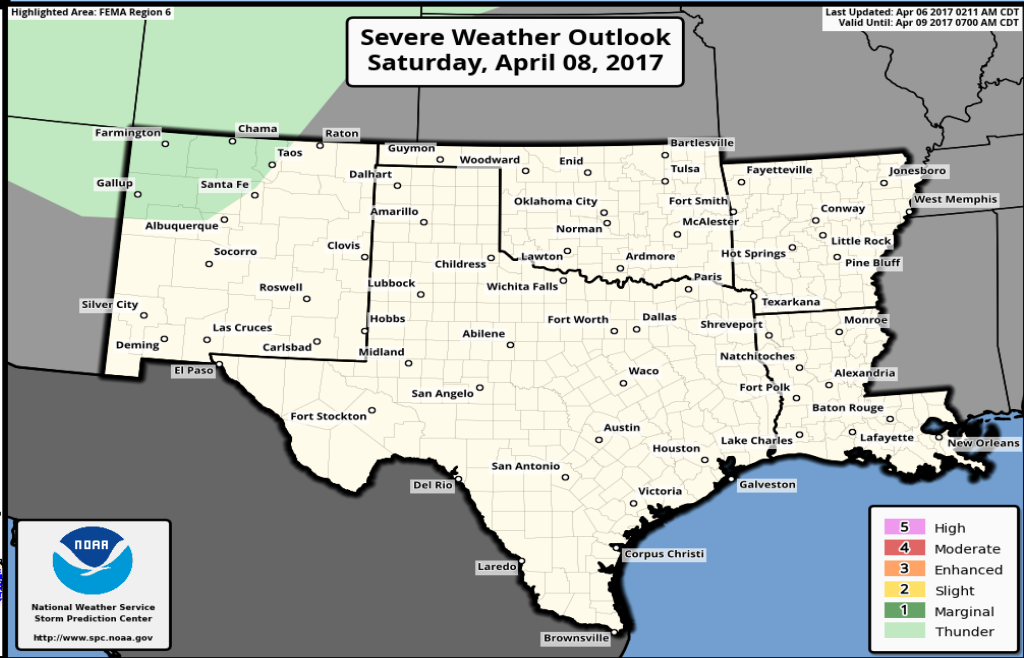 Highlighted Area: FEMA Region 6
Last Updated: Apr 06 2017 0211 AM CDT
Valid Until: Apr 09 2017 0700 AM CDT
Severe Weather Outlook
Saturday, April 08, 2017
Farmington
Chama
Raton
Taos
Guymon
Woodward
Enid
Bartlesville
Tulsa
Fayetteville
Jonesboro
Gallup
Santa Fe
Dalhart
Oklahoma City
Fort Smith
West Memphis
Albuquerque
Amarillo
Norman
McAlester
Conway
Socorro
Clovis
Childress
Lawton
Ardmore
Hot Springs
Little Rock
Pine Bluff
Roswell
Lubbock
Wichita Falls
Paris
Texarkana
Silver City
Las Cruces
Hobbs
Abilene
Fort Worth
Dallas
Shreveport
Monroe
Deming
Carlsbad
Midland
Natchitoches
El Paso
San Angelo
Waco
Fort Polk
Alexandria
Fort Stockton
Austin
Baton Rouge
Houston
Lake Charles
Lafayette
New Orleans
Del Rio
San Antonio
Galveston
Victoria
Corpus Christi
Laredo
Brownsville
NOAA
National Weather Service
Storm Prediction Center
http://www.spc.noaa.gov
5 High
4 Moderate
3 Enhanced
2 Slight
1 Marginal
Thunder